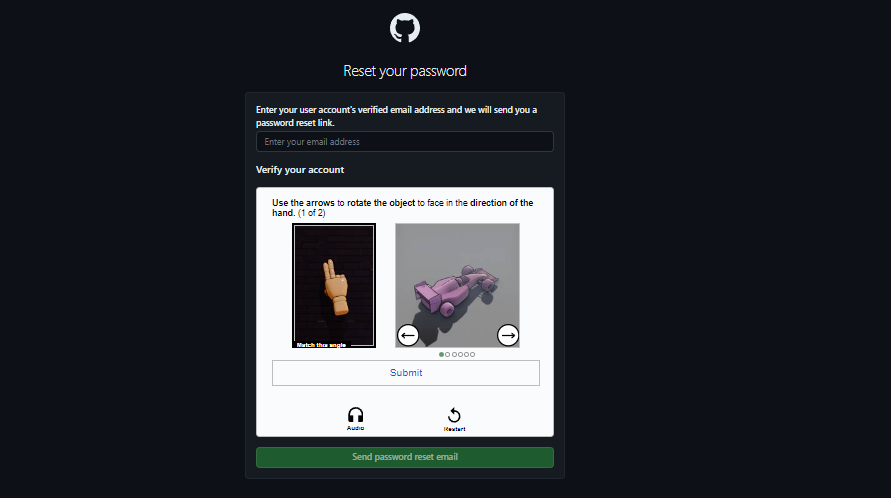 Reset your password
Enter your user account's verified email address and we will send you a
password reset link.
Enter your email address
Verify your account
Use the arrows to rotate the object to face in the direction of the
hand. (1 of 2)
Match this angle
Submit
Audio
Restart
Send password reset email